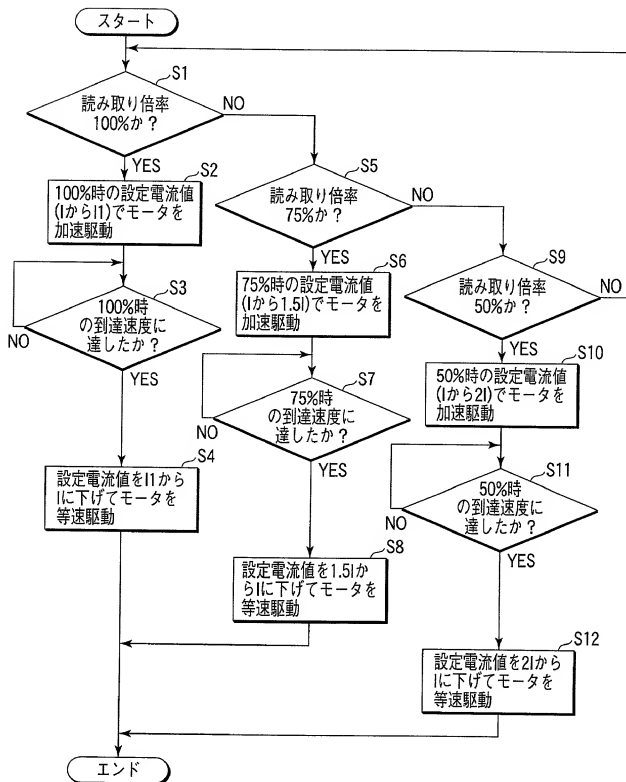 スタート
S1
読み取り倍率
100%か？
NO
YES
S2
100%時の設定電流値
(IからI1)でモータを
加速駆動
S3
100%時
の到達速度に
達したか？
NO
YES
S4
設定電流値をI1から
Iに下げてモータを
等速駆動
S5
読み取り倍率
75%か？
NO
YES
S6
75%時の設定電流値
(Iから1.5I)でモータを
加速駆動
S7
75%時
の到達速度に
達したか？
NO
YES
S8
設定電流値を1.5Iか
らIに下げてモータを
等速駆動
S9
読み取り倍率
50%か？
NO
YES
S10
50%時の設定電流値
(Iから2I)でモータを
加速駆動
S11
50%時
の到達速度に
達したか？
NO
YES
S12
設定電流値を2Iから
Iに下げてモータを
等速駆動
エンド